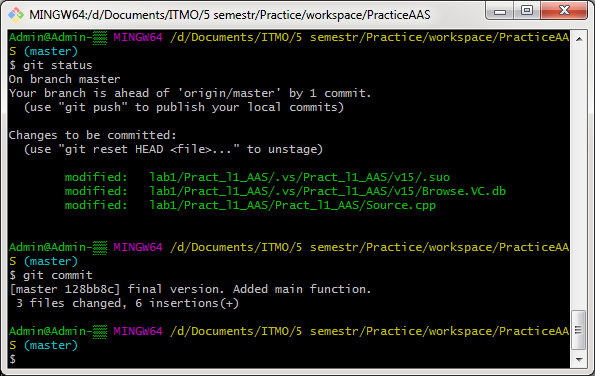 MINGW64:/d/Documents/ITMO/5 semestr/Practice/workspace/PracticeAAS
Admin@Admin-▒▒ MINGW64 /d/Documents/ITMO/5 semestr/Practice/workspace/PracticeAA
S (master)
$ git status
On branch master
Your branch is ahead of 'origin/master' by 1 commit.
  (use "git push" to publish your local commits)
Changes to be committed:
  (use "git reset HEAD <file>..." to unstage)
        modified:   lab1/Pract_l1_AAS/.vs/Pract_l1_AAS/v15/.suo
        modified:   lab1/Pract_l1_AAS/.vs/Pract_l1_AAS/v15/Browse.VC.db
        modified:   lab1/Pract_l1_AAS/Pract_l1_AAS/Source.cpp
Admin@Admin-▒▒ MINGW64 /d/Documents/ITMO/5 semestr/Practice/workspace/PracticeAA
S (master)
$ git commit
[master 128bb8c] final version. Added main function.
 3 files changed, 6 insertions(+)
Admin@Admin-▒▒ MINGW64 /d/Documents/ITMO/5 semestr/Practice/workspace/PracticeAA
S (master)
$